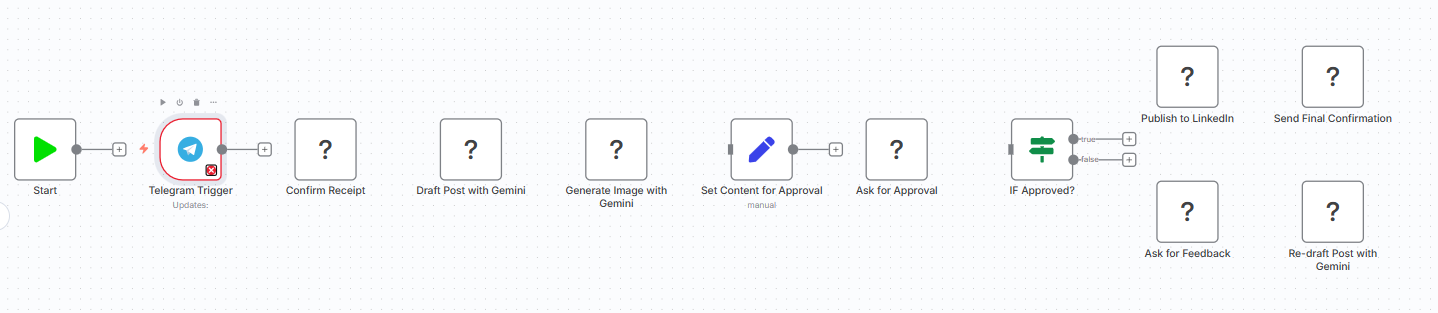 ?
?
Publish to LinkedIn
Send Final Confirmation
?
?
?
?
true
false
Start
Telegram Trigger
Updates:
Confirm Receipt
Draft Post with Gemini
Generate Image with
Gemini
Set Content for Approval
manual
Ask for Approval
IF Approved?
?
?
Ask for Feedback
Re-draft Post with
Gemini